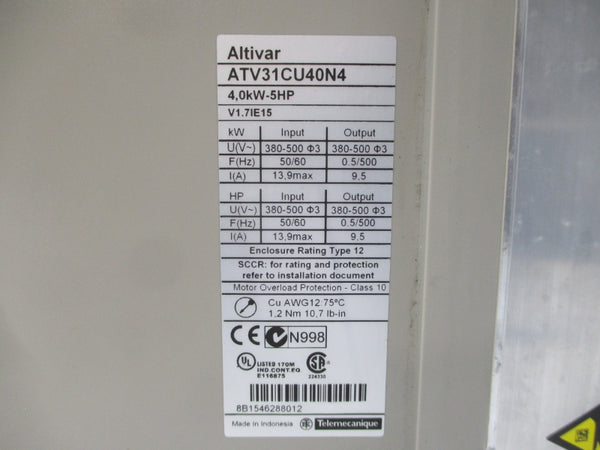 Altivar
ATV31CU40N4
4,0kW-5HP
V1.7IE15
kW Input Output
U(V~) 380-500 Φ3 380-500 Φ3
F(Hz) 50/60 0.5/500
I(A) 13,9max 9.5
HP Input Output
U(V~) 380-500 Φ3 380-500 Φ3
F(Hz) 50/60 0.5/500
I(A) 13,9max 9.5
Enclosure Rating Type 12
SCCR: for rating and protection
refer to installation document
Motor Overload Protection - Class 10
Cu AWG12 75°C
1,2 Nm 10,7 lb-in
CE N998
UL LISTED 170M
IND.CONT.EQ
E116875
SA
224330
8B1546288012
Made in Indonesia Telemecanique